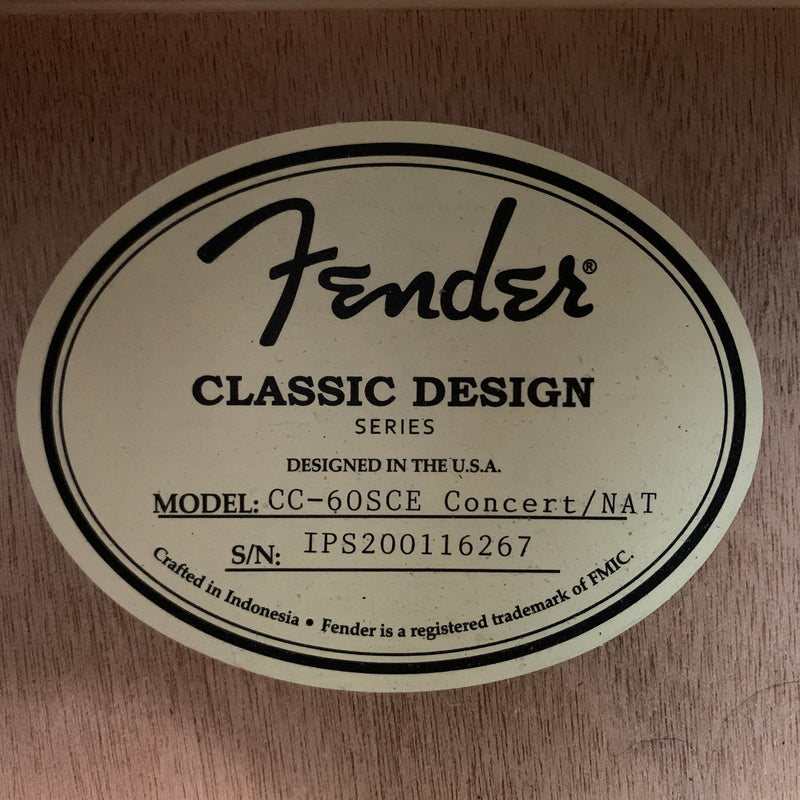 Fender®
CLASSIC DESIGN
SERIES
DESIGNED IN THE U.S.A.
MODEL: CC-60SCE Concert/NAT
S/N: IPS200116267
Crafted in Indonesia • Fender is a registered trademark of FMIC.